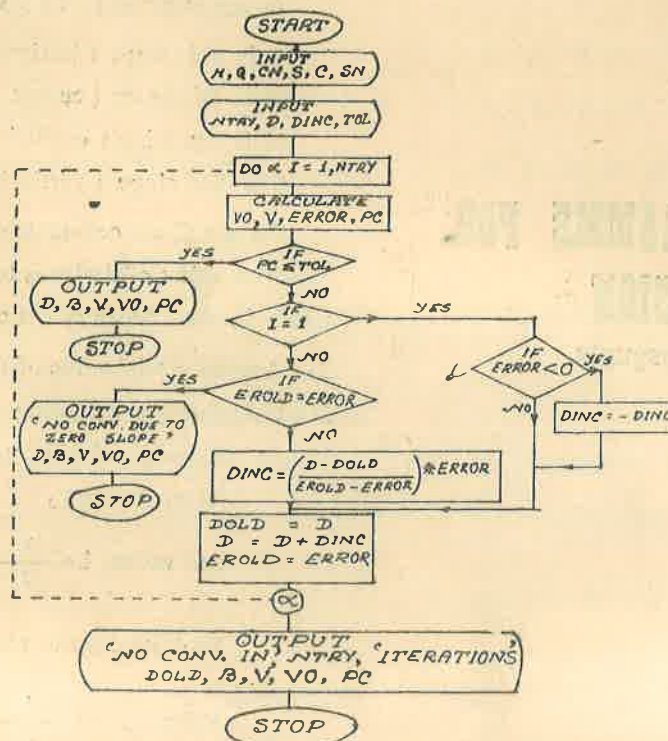 START
INPUT
H, Q, CN, S, C, SN
INPUT
NTRY, D, DINC, TOL
DO ∝ I = 1, NTRY
CALCULATE
VO, V, ERROR, PC
IF
PC ≤ TOL
YES
NO
OUTPUT
D, B, V, VO, PC
STOP
IF
I = 1
YES
NO
IF
ERROR < 0
YES
NO
DINC = - DINC
IF
EROLD = ERROR
YES
NO
OUTPUT
'NO CONV. DUE TO
ZERO SLOPE'
D, B, V, VO, PC
STOP
DINC = (D - DOLD / EROLD - ERROR) * ERROR
DOLD = D
D = D + DINC
EROLD = ERROR
∝
OUTPUT
'NO CONV. IN', NTRY, 'ITERATIONS'
DOLD, B, V, VO, PC
STOP